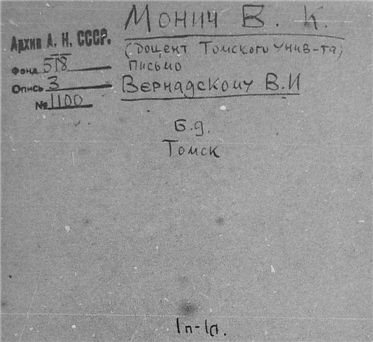 Монич В. К.
Архив А. Н. СССР.
(доцент Томского Унив-та)
Фонд 518
Письмо
Опись 3
Вернадскому В.И
№ 1100
б.д.
Томск
1п-1л.